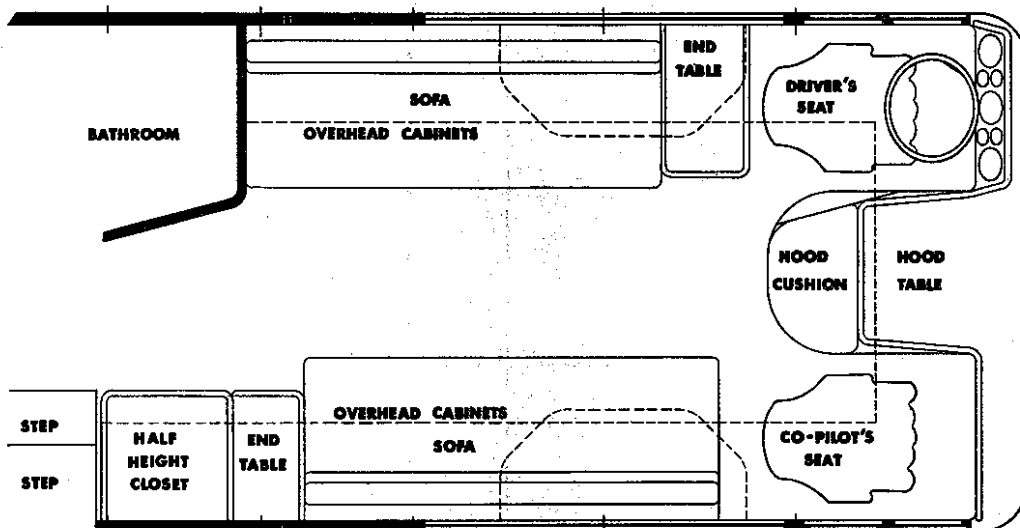 END
TABLE
DRIVER'S
SEAT
SOFA
BATHROOM
OVERHEAD CABINETS
HOOD
CUSHION
HOOD
TABLE
OVERHEAD CABINETS
SOFA
STEP
STEP
HALF
HEIGHT
CLOSET
END
TABLE
CO-PILOT'S
SEAT